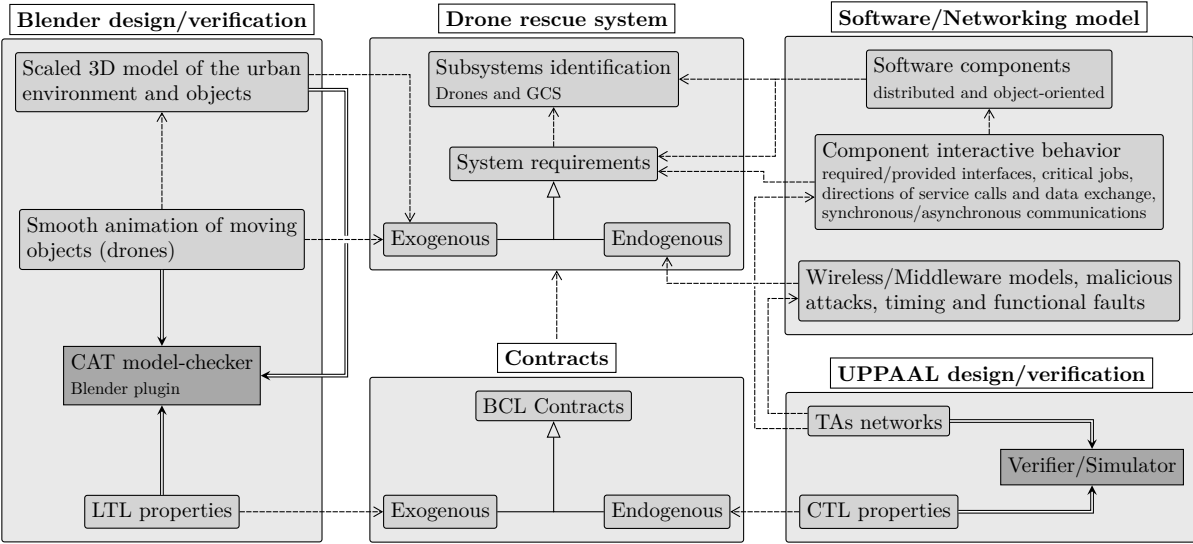 Blender design/verification
Scaled 3D model of the urban
environment and objects
Smooth animation of moving
objects (drones)
CAT model-checker
Blender plugin
LTL properties
Drone rescue system
Subsystems identification
Drones and GCS
System requirements
Exogenous
Endogenous
Contracts
BCL Contracts
Exogenous
Endogenous
Software/Networking model
Software components
distributed and object-oriented
Component interactive behavior
required/provided interfaces, critical jobs,
directions of service calls and data exchange,
synchronous/asynchronous communications
Wireless/Middleware models, malicious
attacks, timing and functional faults
UPPAAL design/verification
TAs networks
Verifier/Simulator
CTL properties